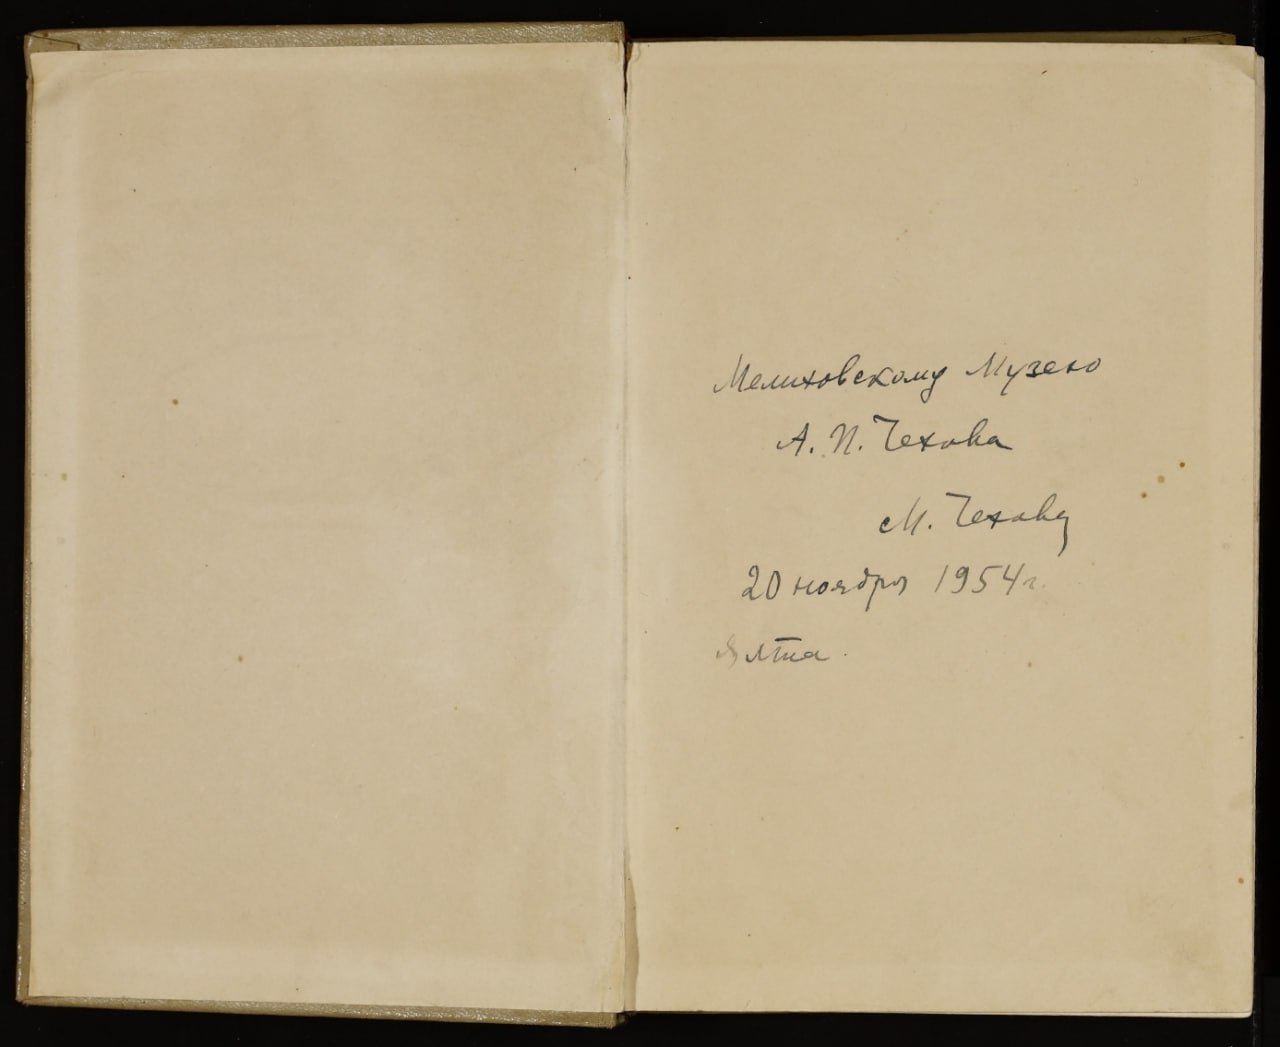 Мелиховскому Музею
А. П. Чехова
М. Чехова
20 ноября 1954 г.
Ялта.